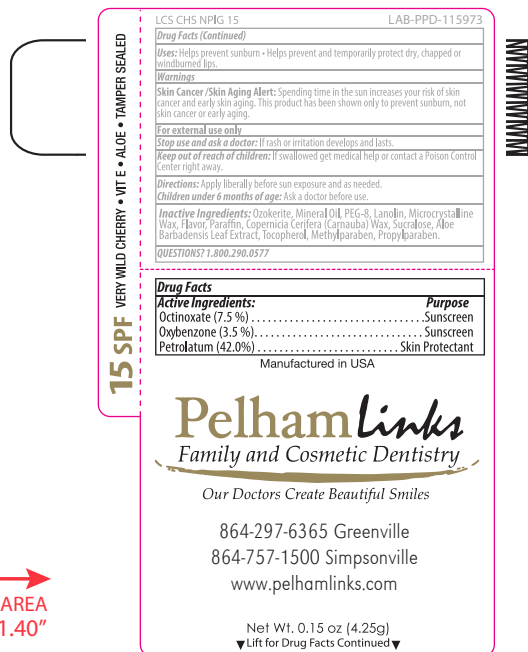 LCS CHS NPIG 15 LAB-PPD-115973
Drug Facts (Continued)
Uses: Helps prevent sunburn • Helps prevent and temporarily protect dry, chapped or
windburned lips.
Warnings
Skin Cancer /Skin Aging Alert: Spending time in the sun increases your risk of skin
cancer and early skin aging. This product has been shown only to prevent sunburn, not
skin cancer or early aging.
For external use only
Stop use and ask a doctor: If rash or irritation develops and lasts.
Keep out of reach of children: If swallowed get medical help or contact a Poison Control
Center right away.
Directions: Apply liberally before sun exposure and as needed.
Children under 6 months of age: Ask a doctor before use.
Inactive Ingredients: Ozokerite, Mineral Oil, PEG-8, Lanolin, Microcrystalline
Wax, Flavor, Paraffin, Copernicia Cerifera (Carnauba) Wax, Sucralose, Aloe
Barbadensis Leaf Extract, Tocopherol, Methylparaben, Propylparaben.
QUESTIONS? 1.800.290.0577
15 SPF VERY WILD CHERRY • VIT E • ALOE • TAMPER SEALED
Drug Facts
Active Ingredients: Purpose
Octinoxate (7.5 %) . . . . . . . . . . . . . . . . . . . . . . . . . . . . . Sunscreen
Oxybenzone (3.5 %). . . . . . . . . . . . . . . . . . . . . . . . . . . . Sunscreen
Petrolatum (42.0%) . . . . . . . . . . . . . . . . . . . . . . . . Skin Protectant
Manufactured in USA
Pelham Links
Family and Cosmetic Dentistry
Our Doctors Create Beautiful Smiles
864-297-6365 Greenville
864-757-1500 Simpsonville
www.pelhamlinks.com
AREA
1.40”
Net Wt. 0.15 oz (4.25g)
▼Lift for Drug Facts Continued▼